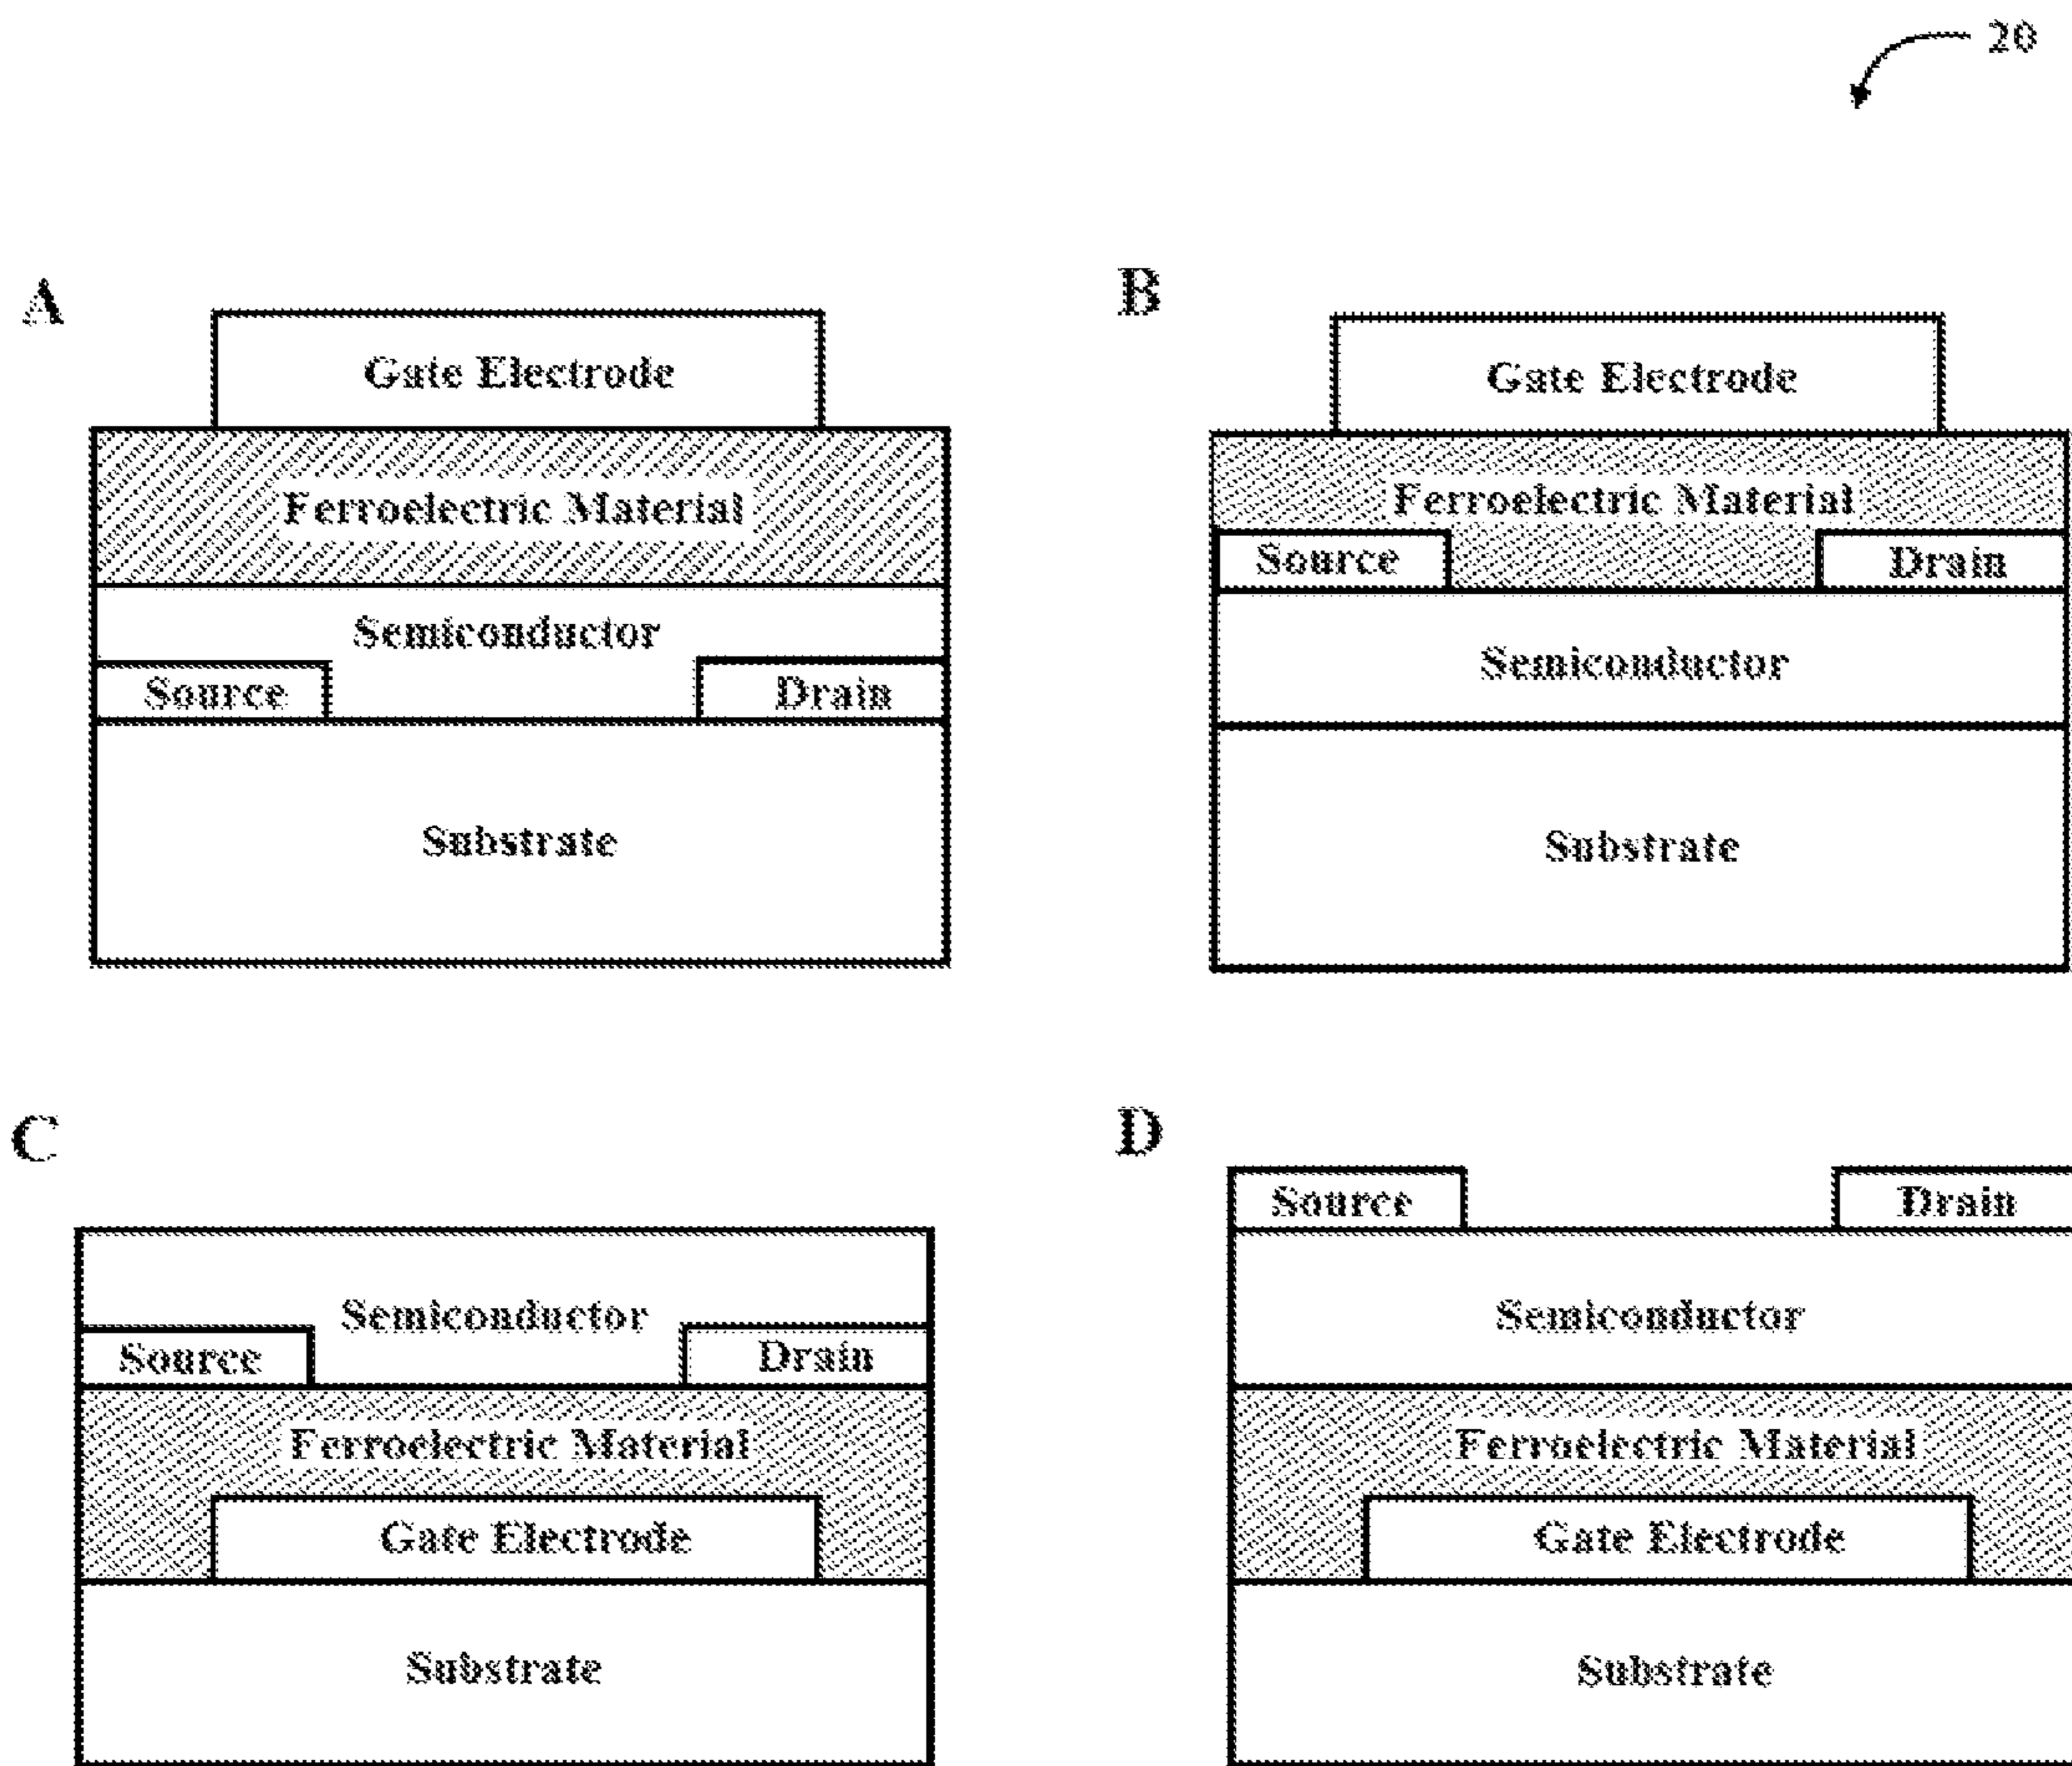 20
A
Gate Electrode
Ferroelectric Material
Semiconductor
Source
Drain
Substrate
B
Gate Electrode
Ferroelectric Material
Source
Drain
Semiconductor
Substrate
C
Semiconductor
Source
Drain
Ferroelectric Material
Gate Electrode
Substrate
D
Source
Drain
Semiconductor
Ferroelectric Material
Gate Electrode
Substrate